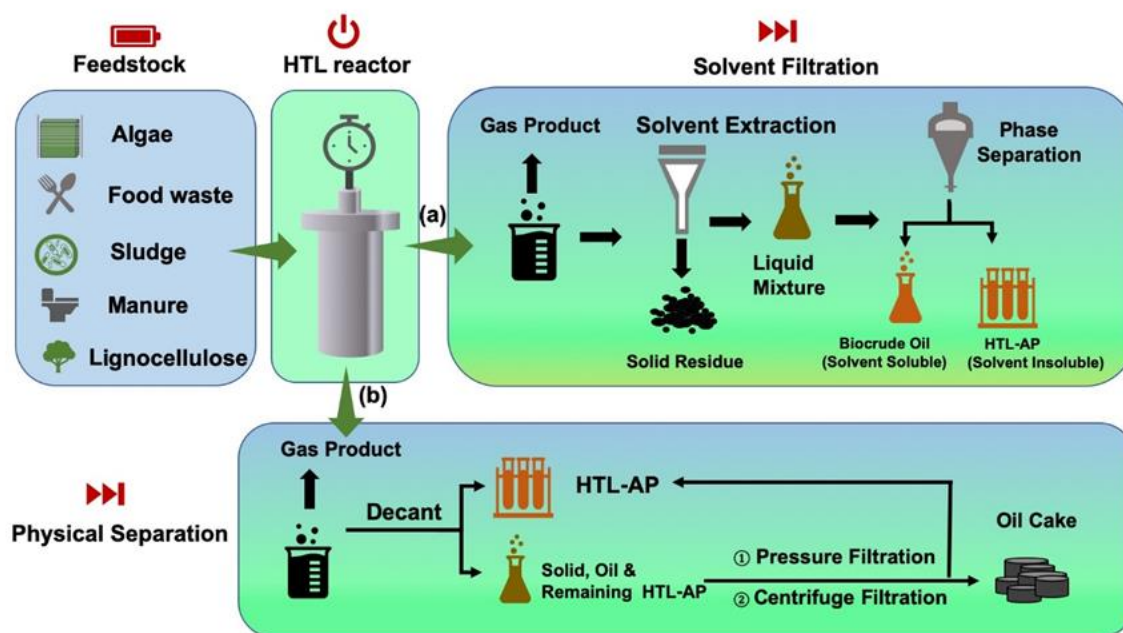 Feedstock
HTL reactor
Solvent Filtration
Algae
Food waste
Sludge
Manure
Lignocellulose
(a)
(b)
Gas Product
Solvent Extraction
Phase
Separation
Liquid
Mixture
Solid Residue
Biocrude Oil
(Solvent Soluble)
HTL-AP
(Solvent Insoluble)
Physical Separation
Gas Product
Decant
HTL-AP
Solid, Oil &
Remaining HTL-AP
① Pressure Filtration
② Centrifuge Filtration
Oil Cake